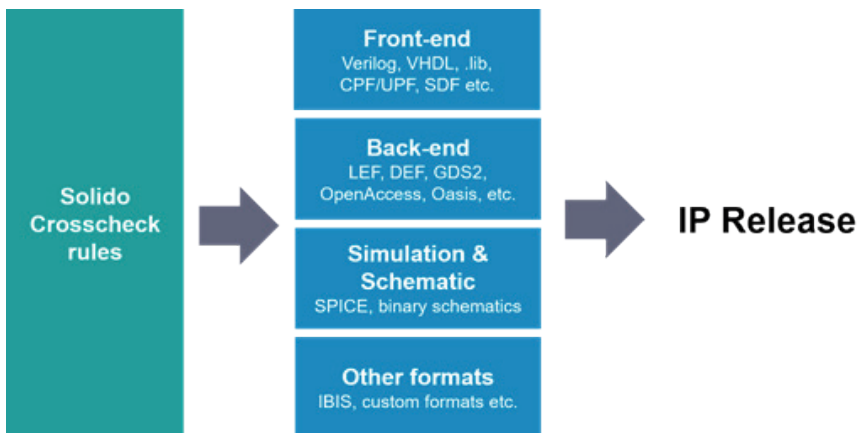 Solido
Crosscheck
rules
Front-end
Verilog, VHDL, .lib,
CPF/UPF, SDF etc.
Back-end
LEF, DEF, GDS2,
OpenAccess, Oasis, etc.
Simulation &
Schematic
SPICE, binary schematics
Other formats
IBIS, custom formats etc.
IP Release